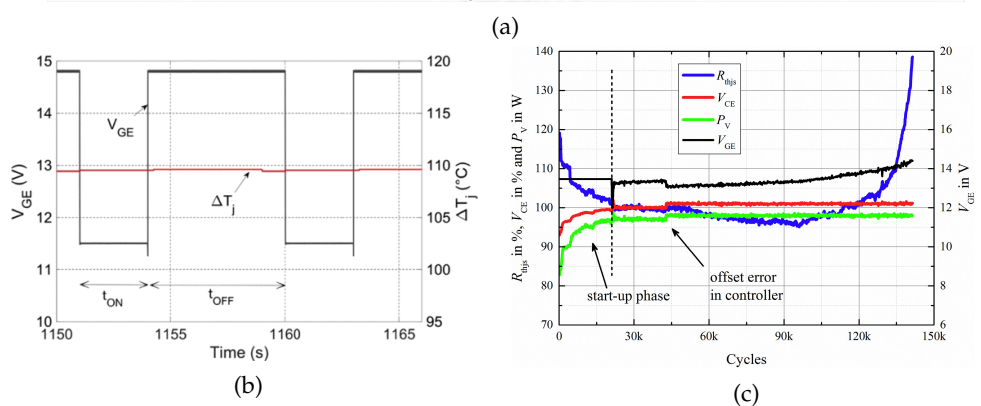 (a)
15
14
13
12
11
10
V_GE (V)
120
115
110
105
100
95
ΔT_j (°C)
V_GE
ΔT_j
t_ON
t_OFF
1150
1155
1160
1165
Time (s)
(b)
140
130
120
110
100
90
80
70
R_thjs in %, V_CE in % and P_V in W
R_thjs
V_CE
P_V
V_GE
20
18
16
14
12
10
8
6
V_GE in V
start-up phase
offset error
in controller
0
30k
60k
90k
120k
150k
Cycles
(c)